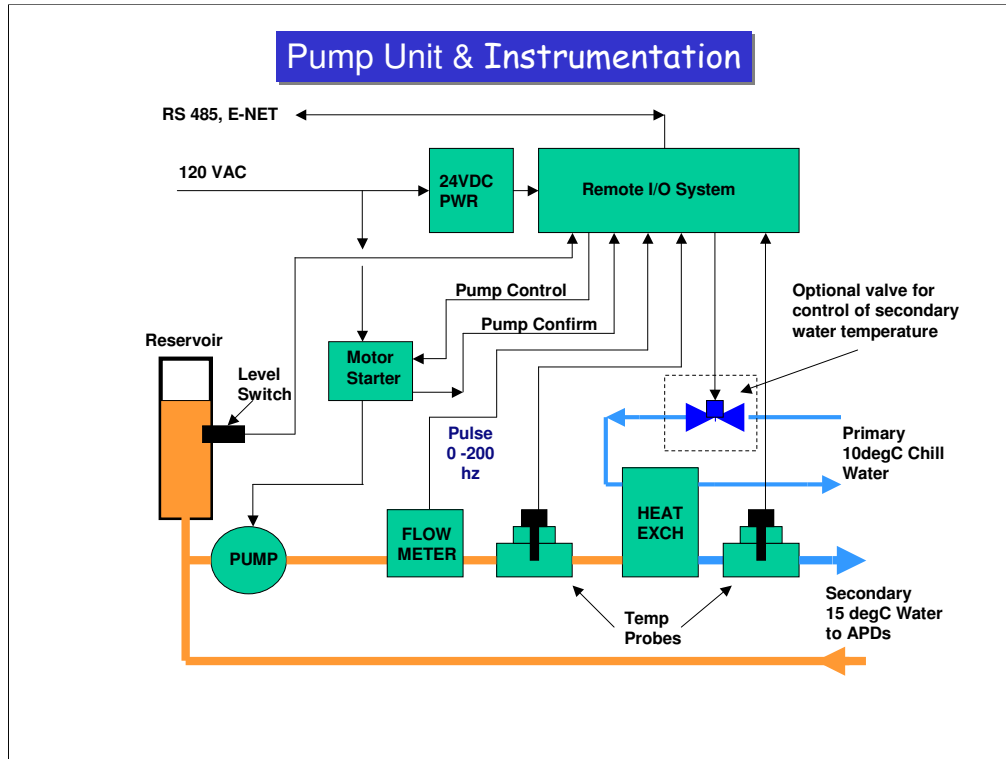 Pump Unit & Instrumentation
RS 485, E-NET
120 VAC
24VDC
PWR
Remote I/O System
Pump Control
Pump Confirm
Optional valve for
control of secondary
water temperature
Reservoir
Level
Switch
Motor
Starter
Pulse
0 -200
hz
Primary
10degC Chill
Water
PUMP
FLOW
METER
HEAT
EXCH
Temp
Probes
Secondary
15 degC Water
to APDs